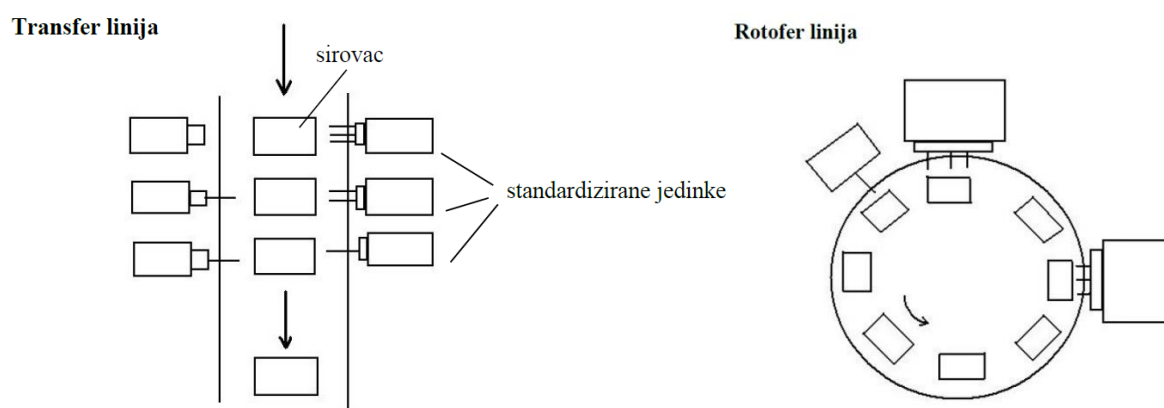 Transfer linija
sirovac
standardizirane jedinke
Rotofer linija